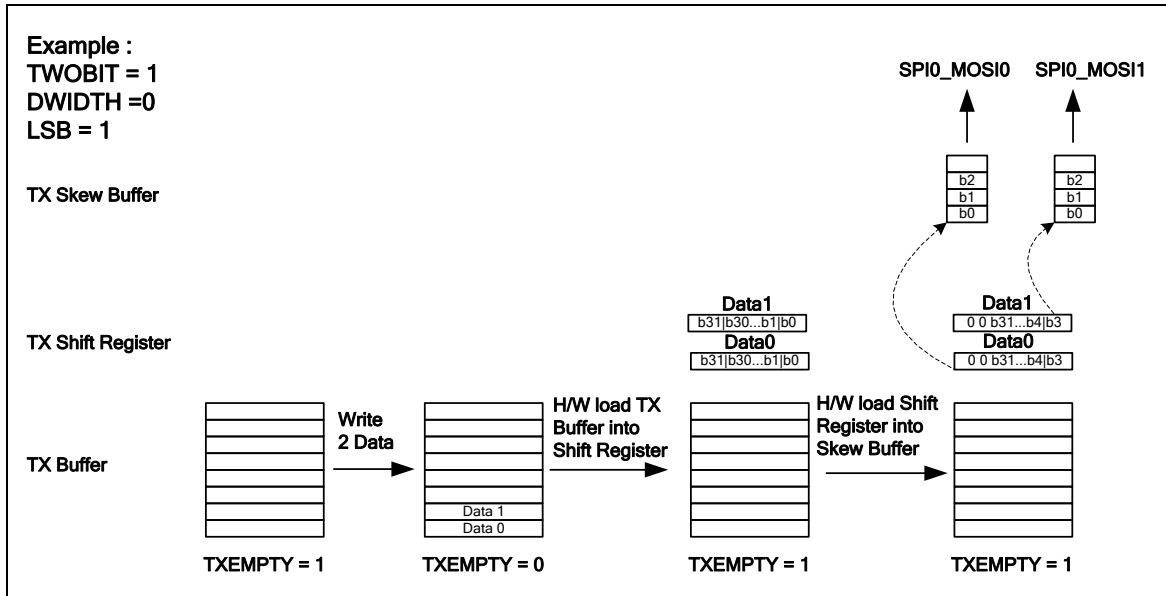 Example :
TWOBIT = 1
DWIDTH =0
LSB = 1
SPI0_MOSI0
SPI0_MOSI1
TX Skew Buffer
b2
b1
b0
b2
b1
b0
TX Shift Register
Data1
b31|b30...b1|b0
Data0
b31|b30...b1|b0
Data1
0 0 b31...b4|b3
Data0
0 0 b31...b4|b3
TX Buffer
Write
2 Data
Data 1
Data 0
H/W load TX
Buffer into
Shift Register
H/W load Shift
Register into
Skew Buffer
TXEMPTY = 1
TXEMPTY = 0
TXEMPTY = 1
TXEMPTY = 1